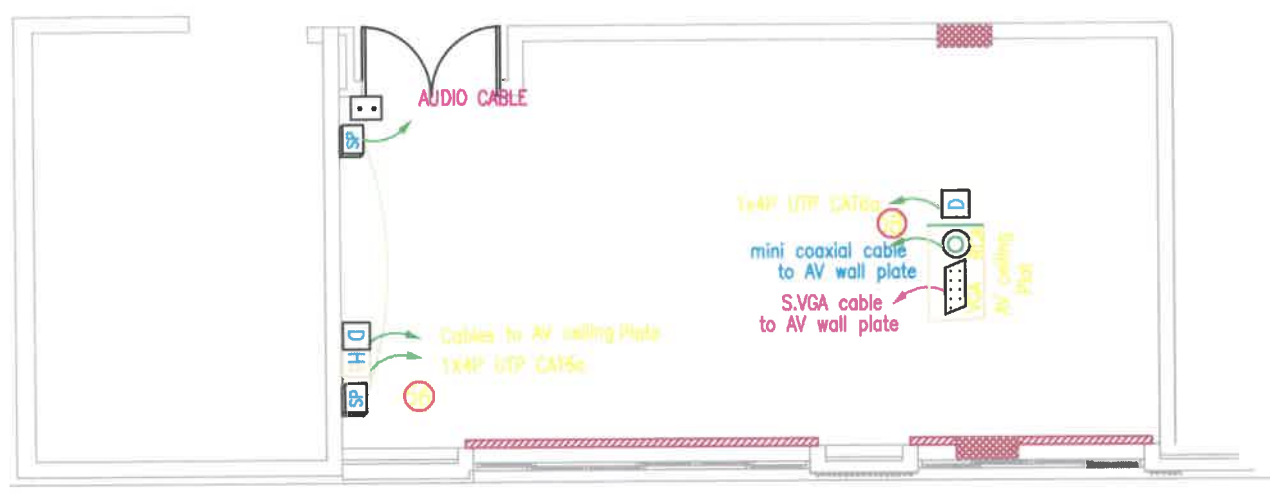 AUDIO CABLE
SP
1x4P UTP CAT6a
D
mini coaxial cable
to AV wall plate
S.VGA cable
to AV wall plate
VGA
AV ceiling
Plat
D
Cables to AV ceiling Plate
H
1X4P UTP CAT6a
SP